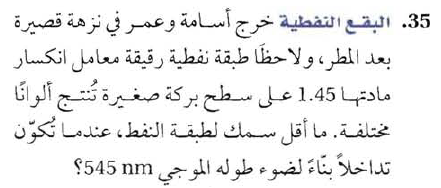 35. البقع النفطية خرج أسامة وعمر في نزهة قصيرة
بعد المطر، ولاحظَا طبقة نفطية رقيقة معامل انكسار
مادتها 1.45 على سطح بركة صغيرة تُنتج ألوانًا
مختلفة. ما أقل سمك لطبقة النفط، عندما تُكوّن
تداخلاً بنّاءً لضوء طوله الموجي 545 nm؟